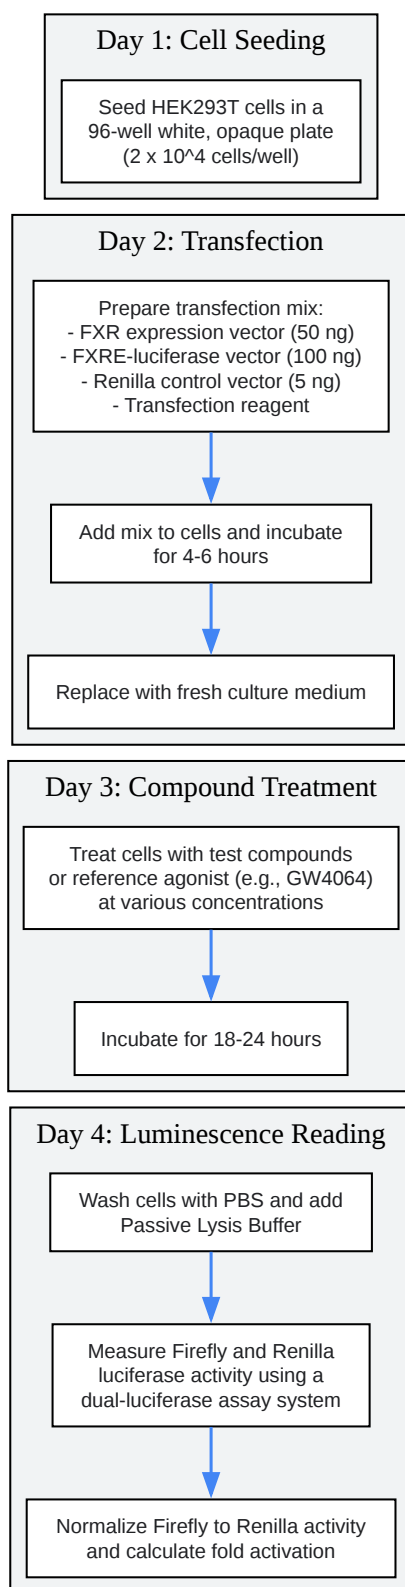 Day 1: Cell Seeding
Seed HEK293T cells in a
96-well white, opaque plate
(2 x 10^4 cells/well)
Day 2: Transfection
Prepare transfection mix:
- FXR expression vector (50 ng)
- FXRE-luciferase vector (100 ng)
- Renilla control vector (5 ng)
- Transfection reagent
Add mix to cells and incubate
for 4-6 hours
Replace with fresh culture medium
Day 3: Compound Treatment
Treat cells with test compounds
or reference agonist (e.g., GW4064)
at various concentrations
Incubate for 18-24 hours
Day 4: Luminescence Reading
Wash cells with PBS and add
Passive Lysis Buffer
Measure Firefly and Renilla
luciferase activity using a
dual-luciferase assay system
Normalize Firefly to Renilla activity
and calculate fold activation